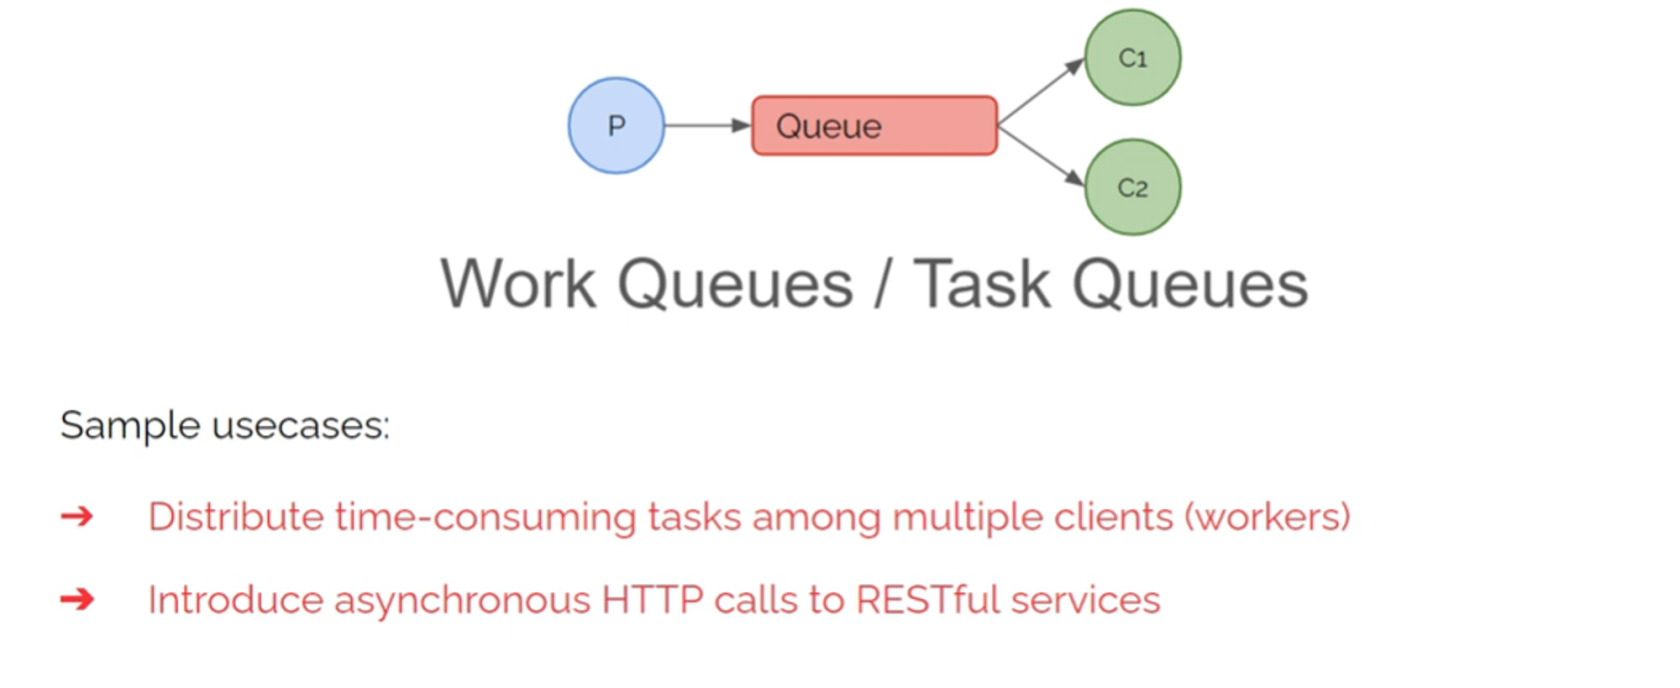 C1
P
Queue
C2
Work Queues / Task Queues
Sample usecases:
➔ Distribute time-consuming tasks among multiple clients (workers)
➔ Introduce asynchronous HTTP calls to RESTful services